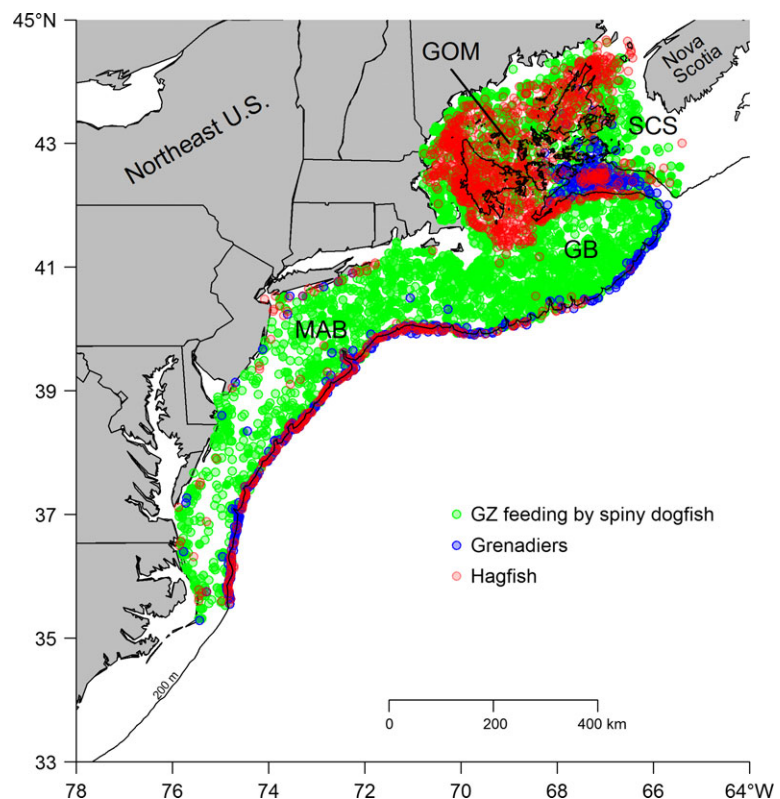 45°N
43
41
39
37
35
33
78
76
74
72
70
68
66
64°W
Northeast U.S.
GOM
Nova
Scotia
SCS
GB
MAB
GZ feeding by spiny dogfish
Grenadiers
Hagfish
200 m
0
200
400 km